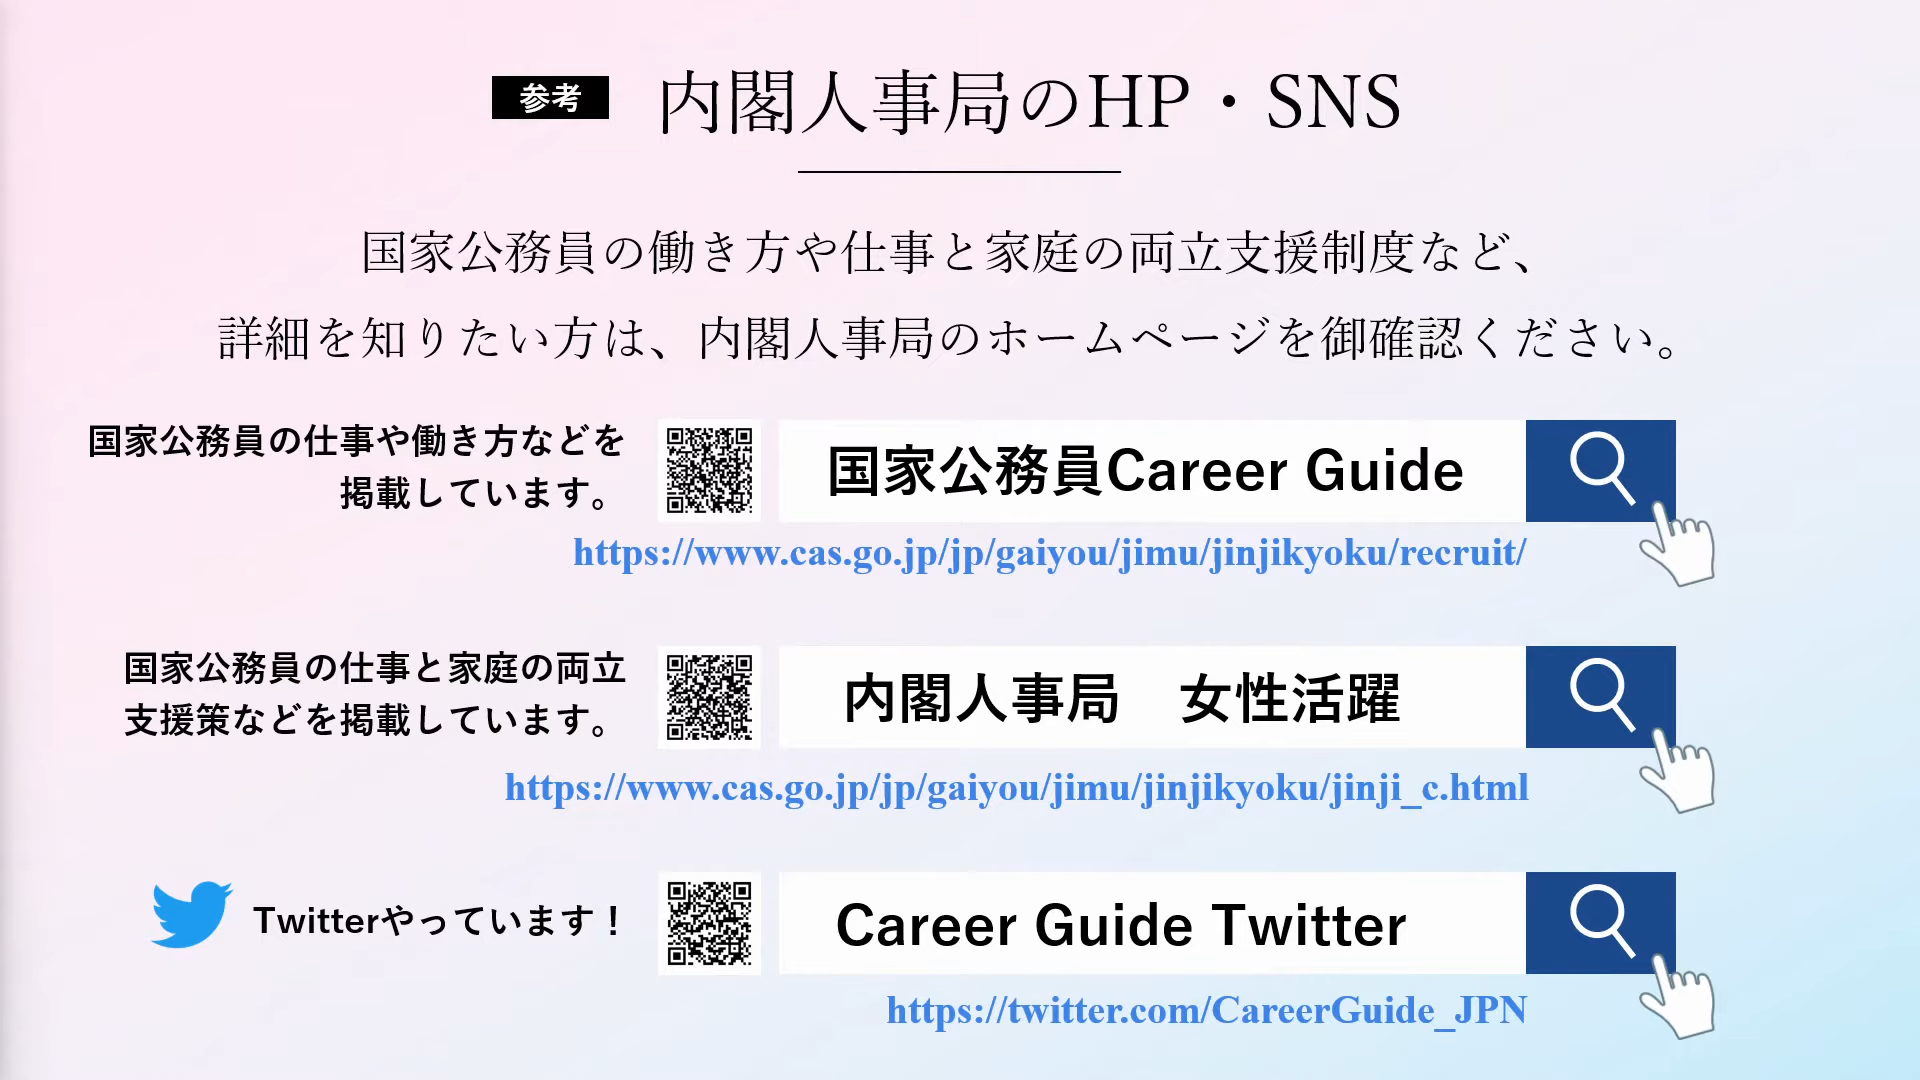 参考 内閣人事局のHP・SNS
国家公務員の働き方や仕事と家庭の両立支援制度など、
詳細を知りたい方は、内閣人事局のホームページを御確認ください。
国家公務員の仕事や働き方などを
掲載しています。
国家公務員Career Guide
https://www.cas.go.jp/jp/gaiyou/jimu/jinjikyoku/recruit/
国家公務員の仕事と家庭の両立
支援策などを掲載しています。
内閣人事局　女性活躍
https://www.cas.go.jp/jp/gaiyou/jimu/jinjikyoku/jinji_c.html
Twitterやっています！
Career Guide Twitter
https://twitter.com/CareerGuide_JPN